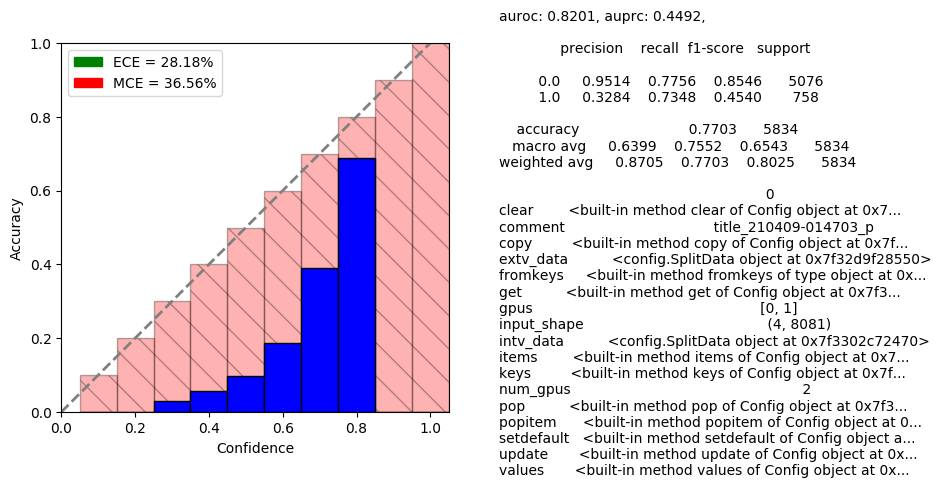 auroc: 0.8201, auprc: 0.4492,
precision recall f1-score support
0.0 0.9514 0.7756 0.8546 5076
1.0 0.3284 0.7348 0.4540 758
accuracy 0.7703 5834
macro avg 0.6399 0.7552 0.6543 5834
weighted avg 0.8705 0.7703 0.8025 5834
0
clear <built-in method clear of Config object at 0x7...
comment title_210409-014703_p
copy <built-in method copy of Config object at 0x7f...
extv_data <config.SplitData object at 0x7f32d9f28550>
fromkeys <built-in method fromkeys of type object at 0x...
get <built-in method get of Config object at 0x7f3...
gpus [0, 1]
input_shape (4, 8081)
intv_data <config.SplitData object at 0x7f3302c72470>
items <built-in method items of Config object at 0x7...
keys <built-in method keys of Config object at 0x7f...
num_gpus 2
pop <built-in method pop of Config object at 0x7f3...
popitem <built-in method popitem of Config object at 0...
setdefault <built-in method setdefault of Config object a...
update <built-in method update of Config object at 0x...
values <built-in method values of Config object at 0x...
ECE = 28.18%
MCE = 36.56%
Accuracy
1.0
0.8
0.6
0.4
0.2
0.0
0.0 0.2 0.4 0.6 0.8 1.0
Confidence